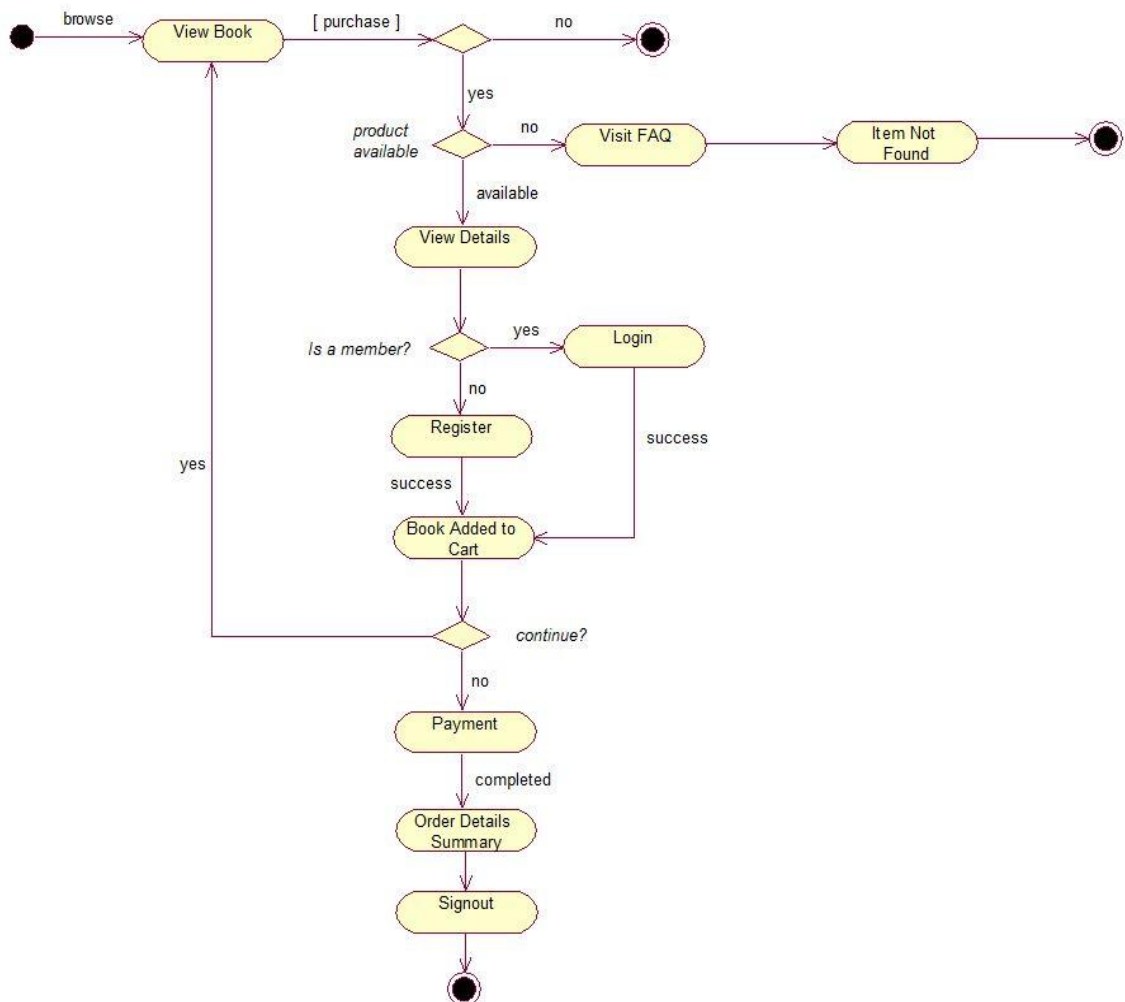 browse
View Book
[ purchase ]
no
yes
product
available
no
Visit FAQ
Item Not
Found
available
View Details
Is a member?
yes
Login
no
Register
success
success
yes
Book Added to
Cart
continue?
no
Payment
completed
Order Details
Summary
Signout